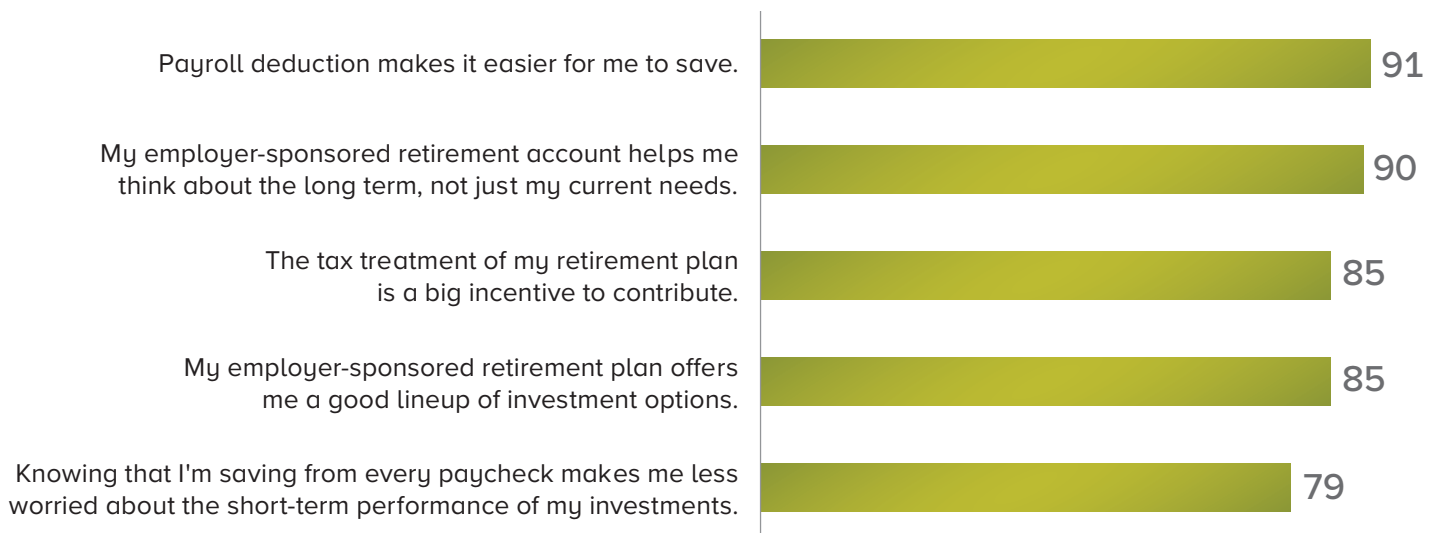 Payroll deduction makes it easier for me to save.
91
My employer-sponsored retirement account helps me
think about the long term, not just my current needs.
90
The tax treatment of my retirement plan
is a big incentive to contribute.
85
My employer-sponsored retirement plan offers
me a good lineup of investment options.
85
Knowing that I'm saving from every paycheck makes me less
worried about the short-term performance of my investments.
79